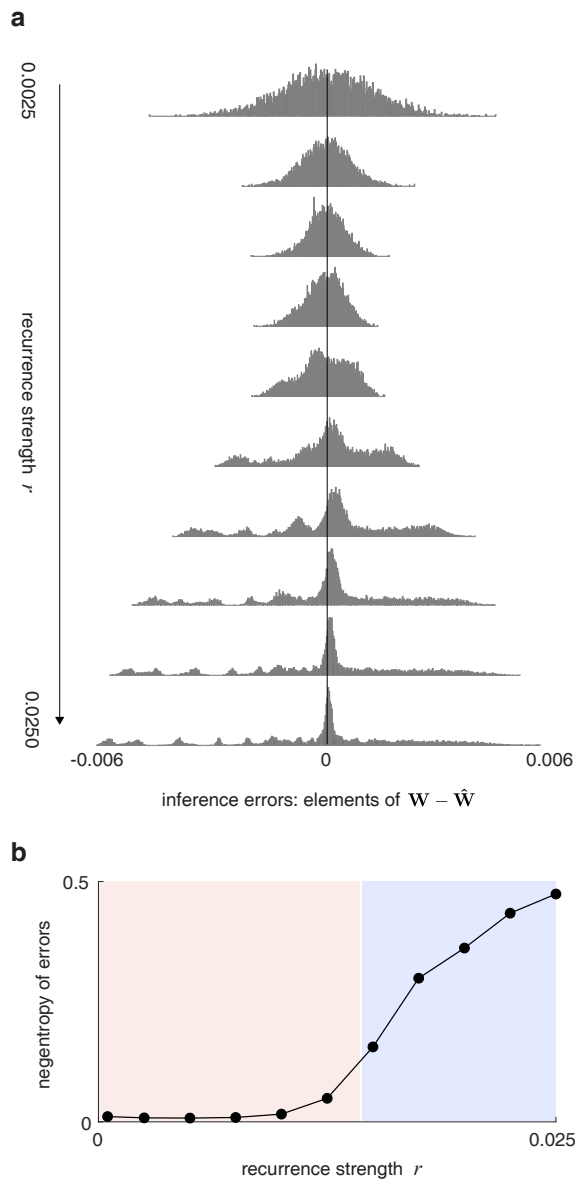 a
0.0025
recurrence strength r
0.0250
-0.006 0 0.006
inference errors: elements of W − Ŵ
b
0.5
negentropy of errors
0
0 0.025
recurrence strength r